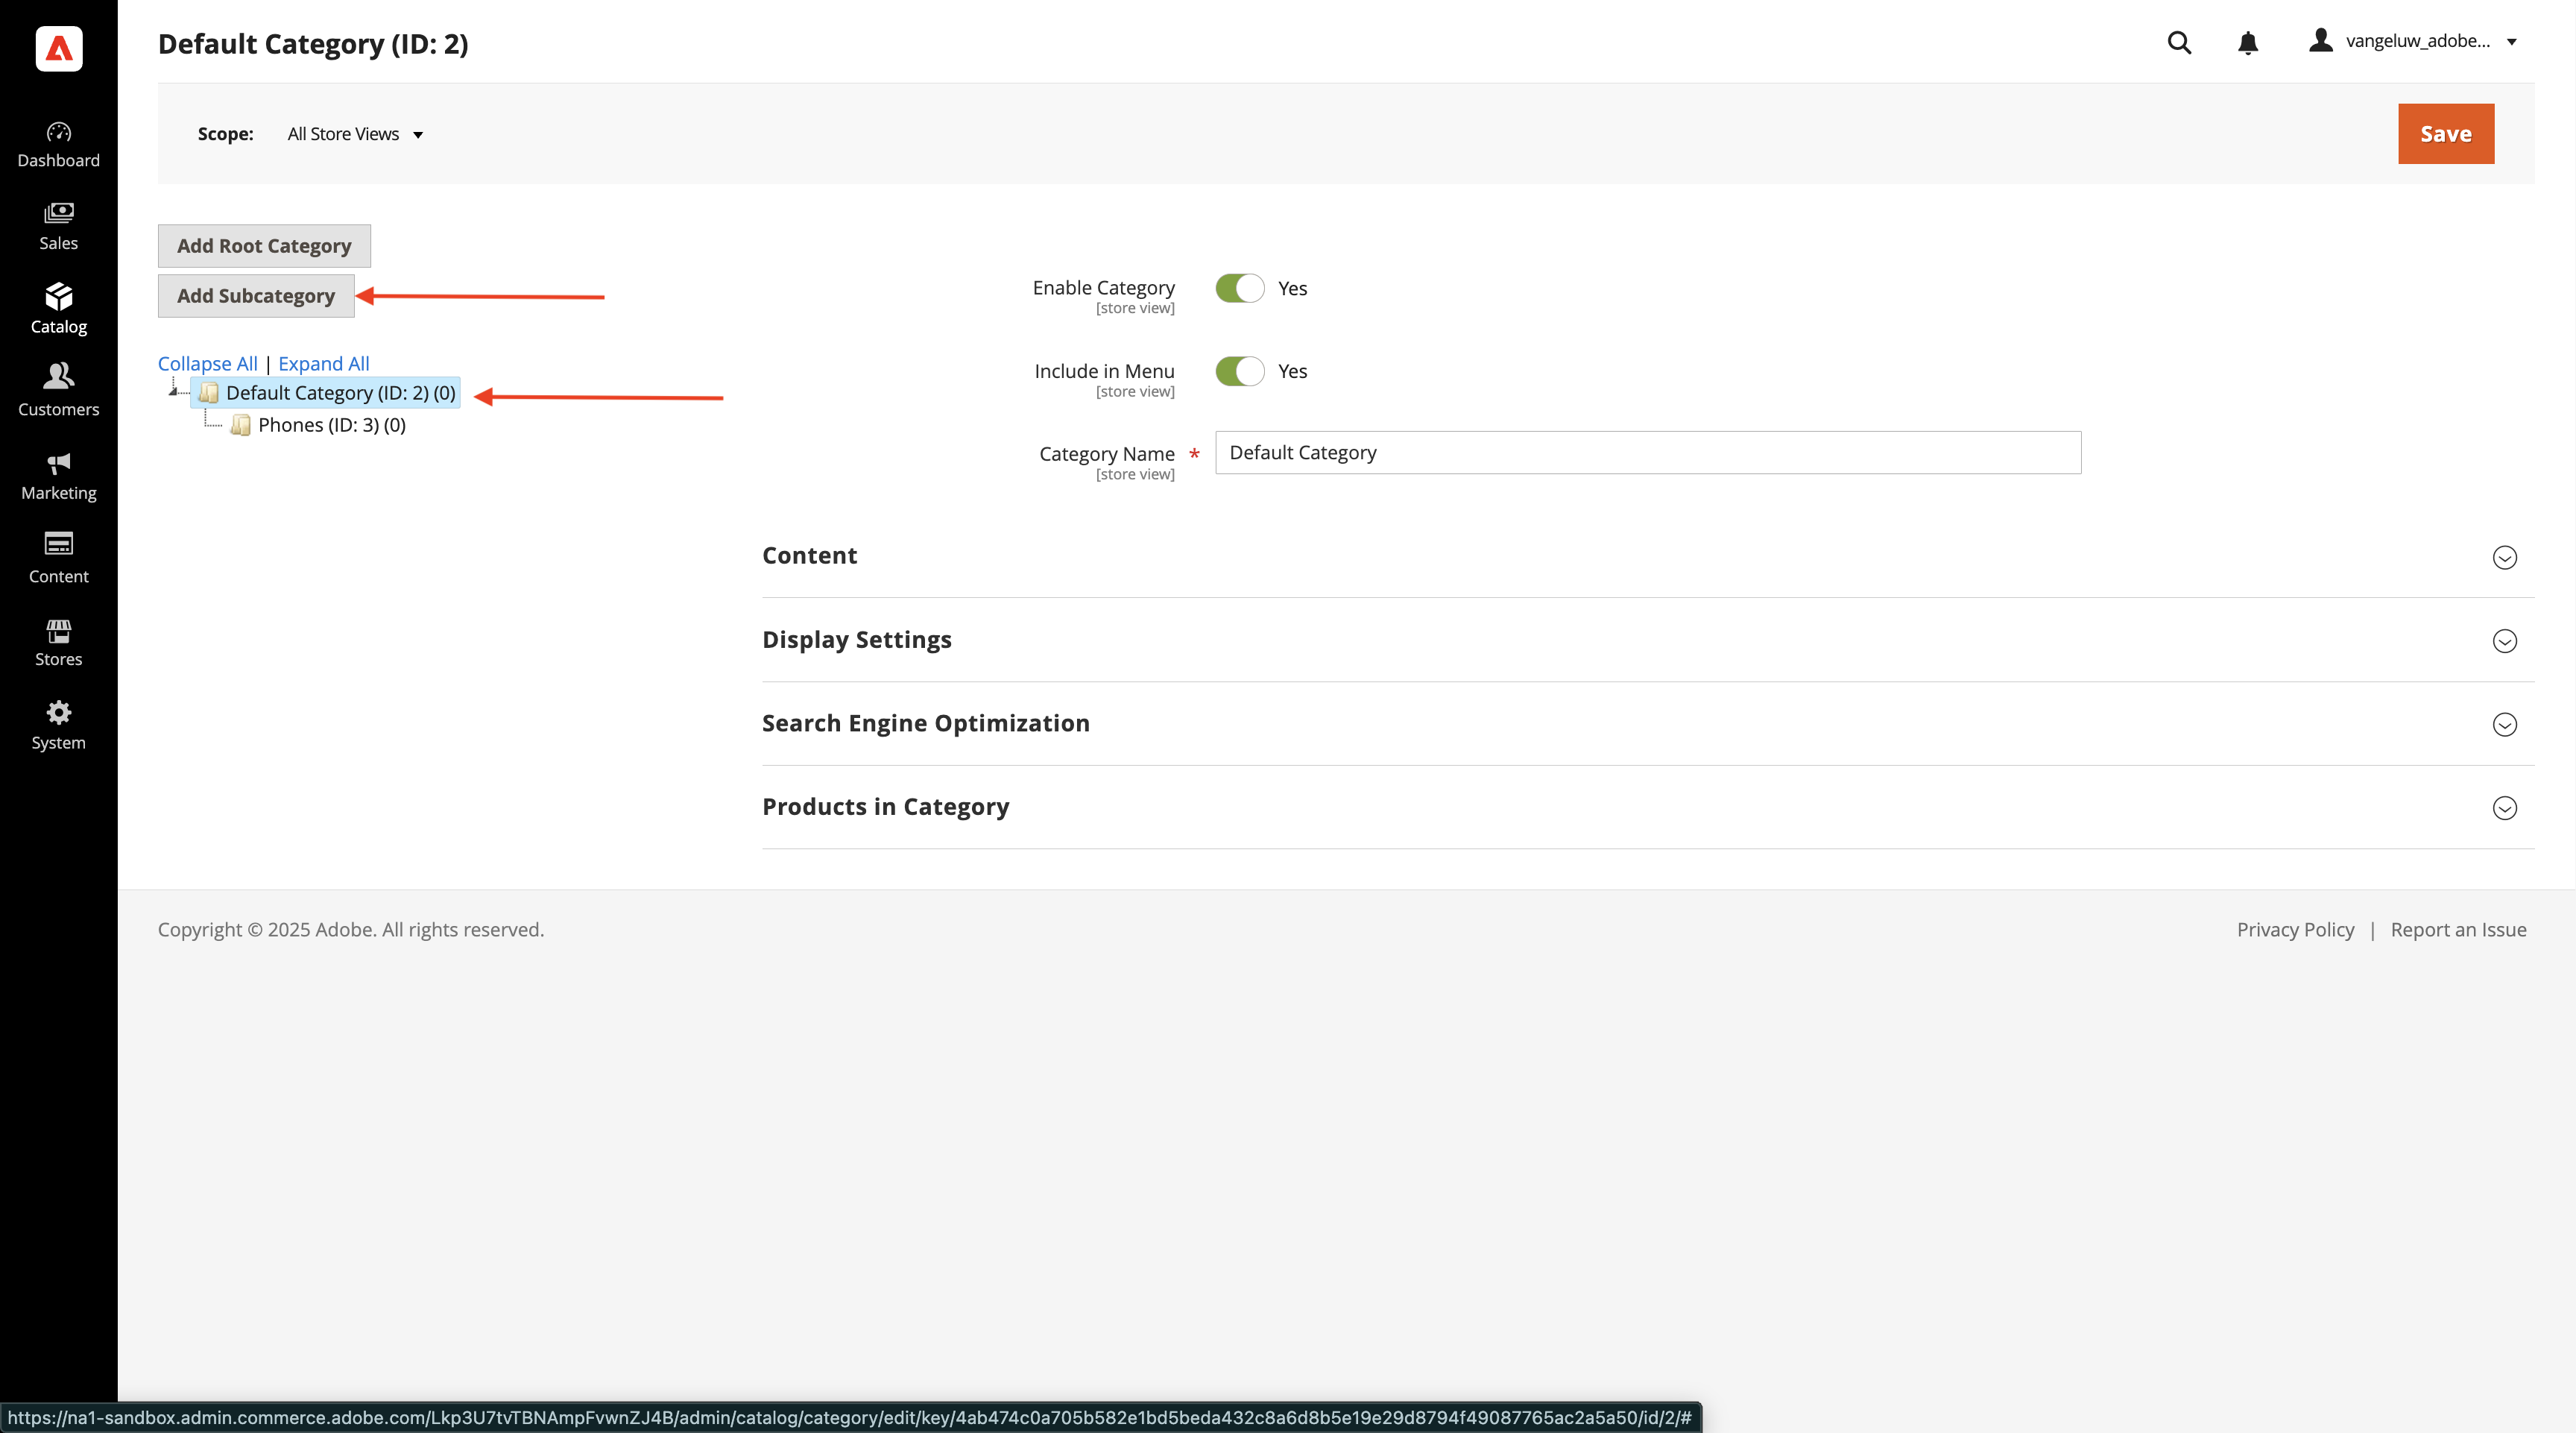 Default Category (ID: 2)
vangeluw_adobe...
Scope: All Store Views
Save
Dashboard
Sales
Catalog
Customers
Marketing
Content
Stores
System
Add Root Category
Add Subcategory
Collapse All | Expand All
Default Category (ID: 2) (0)
Phones (ID: 3) (0)
Enable Category
[store view]
Yes
Include in Menu
[store view]
Yes
Category Name *
[store view]
Default Category
Content
Display Settings
Search Engine Optimization
Products in Category
Copyright © 2025 Adobe. All rights reserved.
Privacy Policy | Report an Issue
https://na1-sandbox.admin.commerce.adobe.com/Lkp3U7tvTBNAmpFvwnZJ4B/admin/catalog/category/edit/key/4ab474c0a705b582e1bd5beda432c8a6d8b5e19e29d8794f49087765ac2a5a50/id/2/#